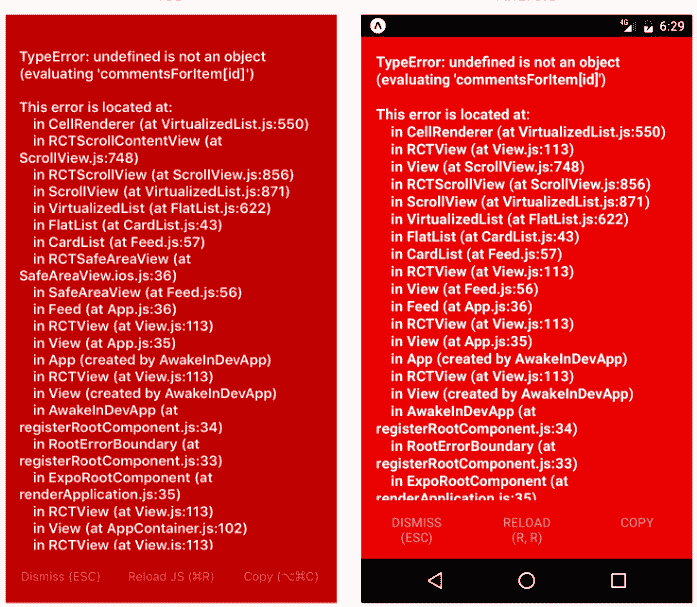 TypeError: undefined is not an object
(evaluating 'commentsForItem[id]')
This error is located at:
in CellRenderer (at VirtualizedList.js:550)
in RCTScrollContentView (at
ScrollView.js:748)
in RCTScrollView (at ScrollView.js:856)
in ScrollView (at VirtualizedList.js:871)
in VirtualizedList (at FlatList.js:622)
in FlatList (at CardList.js:43)
in CardList (at Feed.js:57)
in RCTSafeAreaView (at
SafeAreaView.ios.js:36)
in SafeAreaView (at Feed.js:56)
in Feed (at App.js:36)
in RCTView (at View.js:113)
in View (at App.js:35)
in App (created by AwakeInDevApp)
in RCTView (at View.js:113)
in View (created by AwakeInDevApp)
in AwakeInDevApp (at
registerRootComponent.js:34)
in RootErrorBoundary (at
registerRootComponent.js:33)
in ExpoRootComponent (at
renderApplication.js:35)
in RCTView (at View.js:113)
in View (at AppContainer.js:102)
in RCTView (at View.js:113)
Dismiss (ESC) Reload JS (⌘R) Copy (⌥⌘C)
4G 6:29
TypeError: undefined is not an object
(evaluating 'commentsForItem[id]')
This error is located at:
in CellRenderer (at VirtualizedList.js:550)
in RCTView (at View.js:113)
in View (at ScrollView.js:748)
in RCTScrollView (at ScrollView.js:856)
in ScrollView (at VirtualizedList.js:871)
in VirtualizedList (at FlatList.js:622)
in FlatList (at CardList.js:43)
in CardList (at Feed.js:57)
in RCTView (at View.js:113)
in View (at Feed.js:56)
in Feed (at App.js:36)
in RCTView (at View.js:113)
in View (at App.js:35)
in App (created by AwakeInDevApp)
in RCTView (at View.js:113)
in View (created by AwakeInDevApp)
in AwakeInDevApp (at
registerRootComponent.js:34)
in RootErrorBoundary (at
registerRootComponent.js:33)
in ExpoRootComponent (at
renderApplication.js:35)
DISMISS RELOAD COPY
(ESC) (R, R)